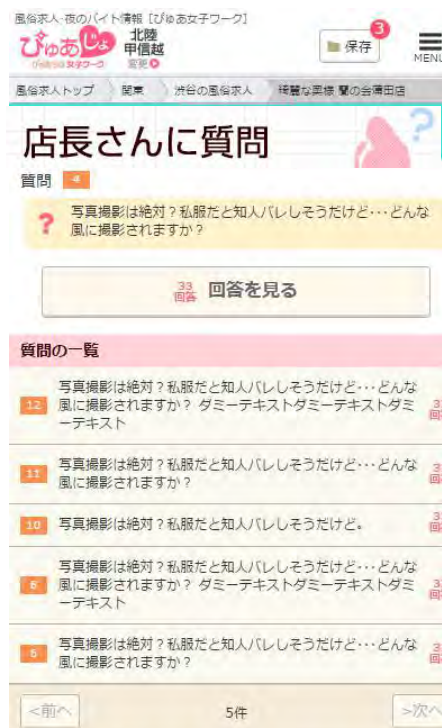 風俗求人・夜のバイト情報【ぴゅあ女子ワーク】
ぴゅあじょ
女子ワーク
北陸
甲信越
変更
保存
3
MENU
風俗求人トップ
関東
渋谷の風俗求人
綺麗な奥様 蘭の会蒲田店
店長さんに質問
質問 4
? 写真撮影は絶対？私服だと知人バレしそうだけど・・・どんな
風に撮影されますか？
33
回答
回答を見る
質問の一覧
写真撮影は絶対？私服だと知人バレしそうだけど・・・どんな
12 風に撮影されますか？ ダミーテキストダミーテキストダミ
ーテキスト
写真撮影は絶対？私服だと知人バレしそうだけど・・・どんな
11 風に撮影されますか？
10 写真撮影は絶対？私服だと知人バレしそうだけど。
写真撮影は絶対？私服だと知人バレしそうだけど・・・どんな
6 風に撮影されますか？ ダミーテキストダミーテキストダミ
ーテキスト
写真撮影は絶対？私服だと知人バレしそうだけど・・・どんな
5 風に撮影されますか？
<前へ
5件
>次へ